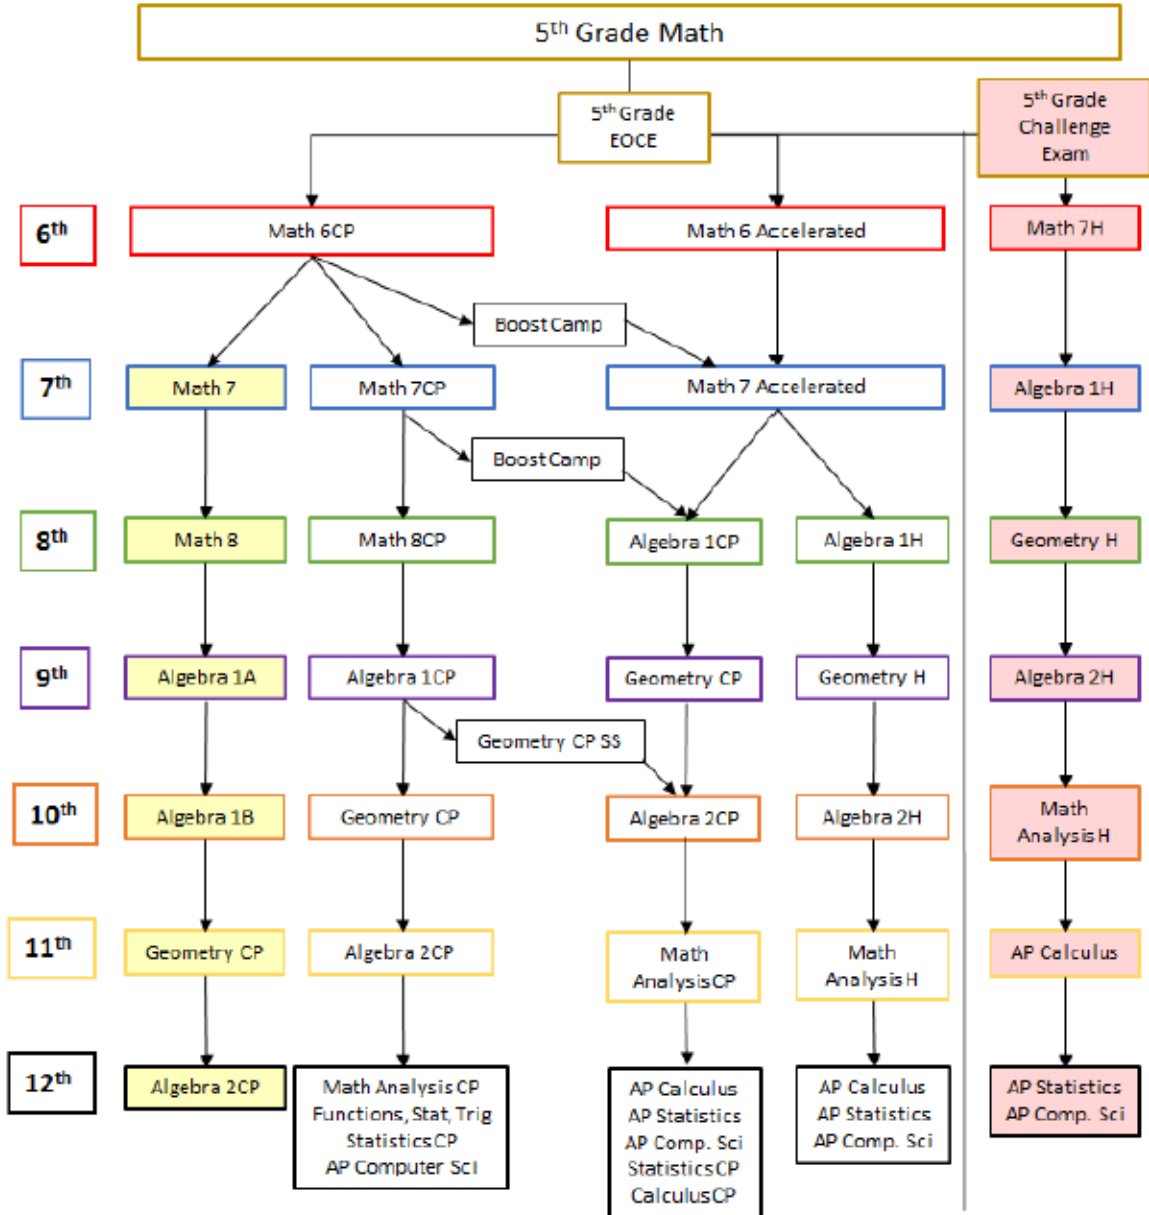 5th Grade Math
5th Grade
EOCE
5th Grade
Challenge
Exam
6th
Math 6CP
Math 6 Accelerated
Math 7H
Boost Camp
7th
Math 7
Math 7CP
Math 7 Accelerated
Algebra 1H
Boost Camp
8th
Math 8
Math 8CP
Algebra 1CP
Algebra 1H
Geometry H
9th
Algebra 1A
Algebra 1CP
Geometry CP
Geometry H
Algebra 2H
Geometry CP SS
10th
Algebra 1B
Geometry CP
Algebra 2CP
Algebra 2H
Math
Analysis H
11th
Geometry CP
Algebra 2CP
Math
Analysis CP
Math
Analysis H
AP Calculus
12th
Algebra 2CP
Math Analysis CP
Functions, Stat, Trig
Statistics CP
AP Computer Sci
AP Calculus
AP Statistics
AP Comp. Sci
Statistics CP
Calculus CP
AP Calculus
AP Statistics
AP Comp. Sci
AP Statistics
AP Comp. Sci